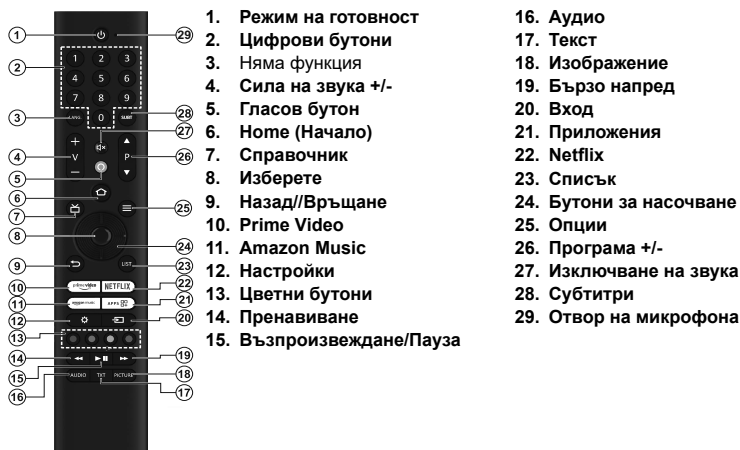 1. Режим на готовност
2. Цифрови бутони
3. Няма функция
4. Сила на звука +/-
5. Гласов бутон
6. Home (Начало)
7. Справочник
8. Изберете
9. Назад//Връщане
10. Prime Video
11. Amazon Music
12. Настройки
13. Цветни бутони
14. Пренавиване
15. Възпроизвеждане/Пауза
16. Аудио
17. Текст
18. Изображение
19. Бързо напред
20. Вход
21. Приложения
22. Netflix
23. Списък
24. Бутони за насочване
25. Опции
26. Програма +/-
27. Изключване на звука
28. Субтитри
29. Отвор на микрофона
1 29
1 2 3
2
4 5 6
7 8 9
28
3 LANG. 0 SUBT
27
+
4 V P 26
5
6
7 25
8 24
9 LIST 23
10 prime video NETFLIX 22
11 amazon music APPS 21
12 20
13
14 19
15
AUDIO TXT PICTURE 18
16 17